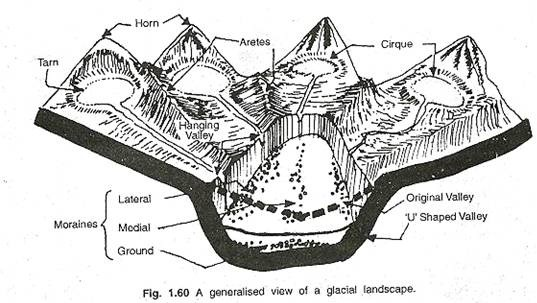 Horn
Aretes
Cirque
Tarn
Hanging
Valley
Lateral
Original Valley
Moraines
Medial
'U' Shaped Valley
Ground
Fig. 1.60 A generalised view of a glacial landscape.